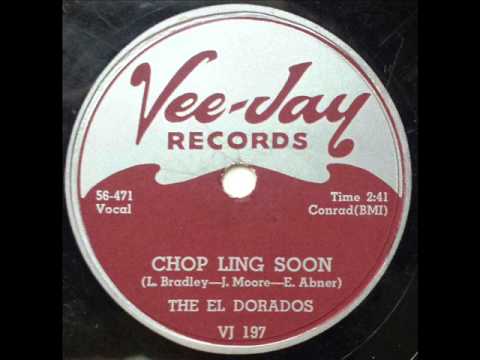 Vee-Jay
RECORDS
56-471
Vocal
Time 2:41
Conrad(BMI)
CHOP LING SOON
(L. Bradley—J. Moore—E. Abner)
THE EL DORADOS
VJ 197